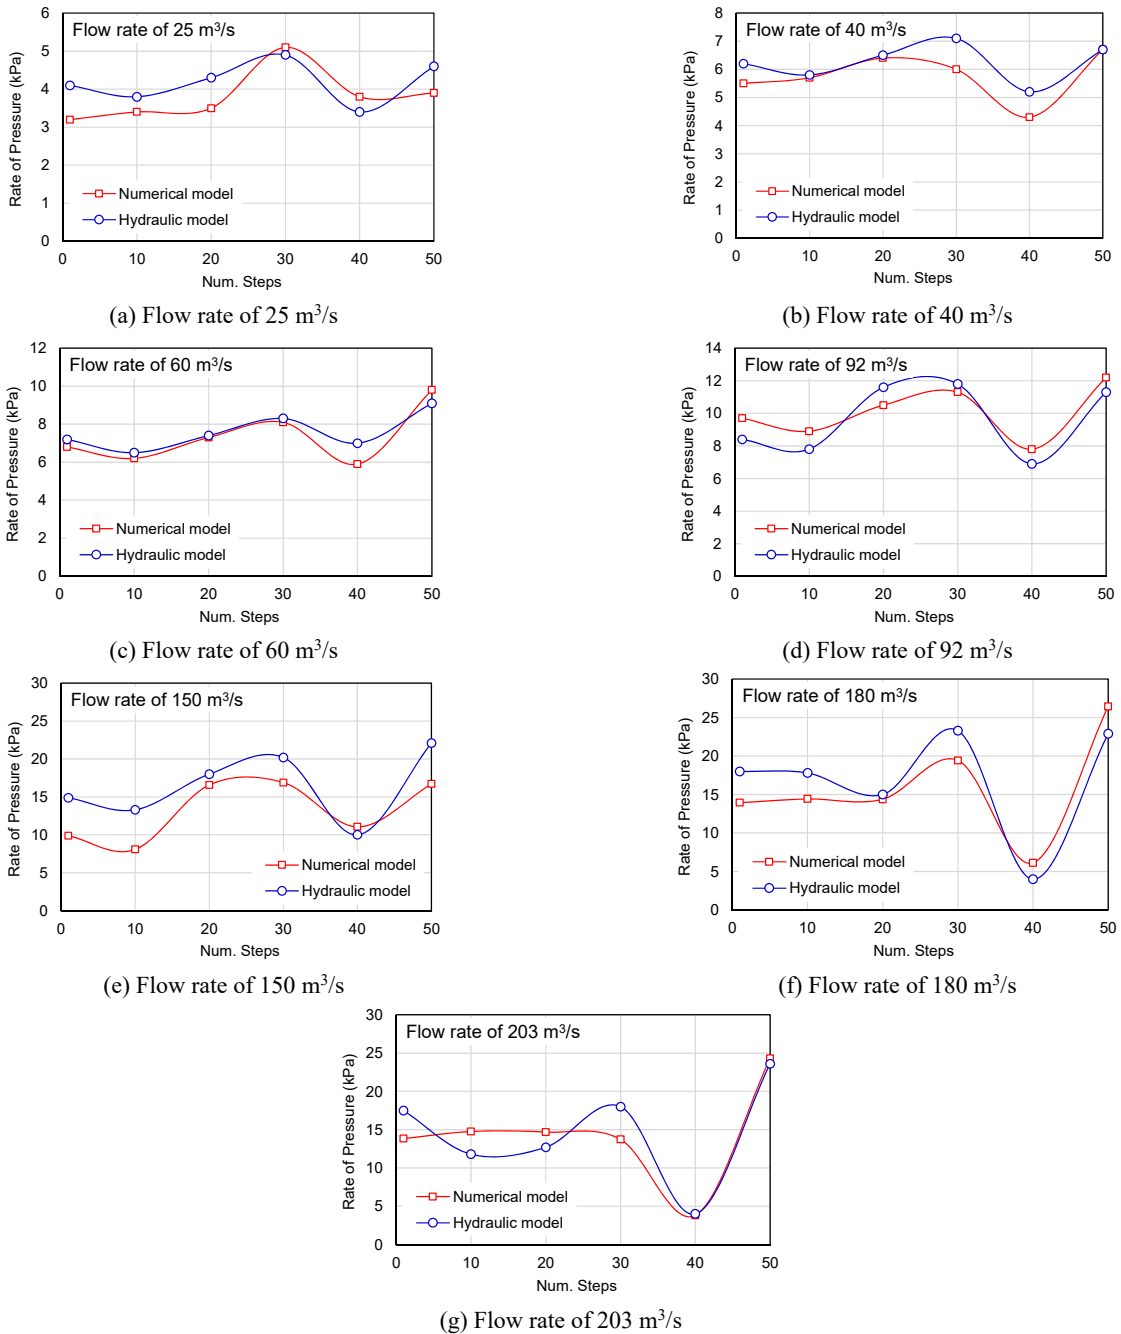 Flow rate of 25 m³/s
Rate of Pressure (kPa)
6
5
4
3
2
1
0
Numerical model
Hydraulic model
0 10 20 30 40 50
Num. Steps
(a) Flow rate of 25 m³/s
Flow rate of 40 m³/s
Rate of Pressure (kPa)
8
7
6
5
4
3
2
1
0
Numerical model
Hydraulic model
0 10 20 30 40 50
Num. Steps
(b) Flow rate of 40 m³/s
Flow rate of 60 m³/s
Rate of Pressure (kPa)
12
10
8
6
4
2
0
Numerical model
Hydraulic model
0 10 20 30 40 50
Num. Steps
(c) Flow rate of 60 m³/s
Flow rate of 92 m³/s
Rate of Pressure (kPa)
14
12
10
8
6
4
2
0
Numerical model
Hydraulic model
0 10 20 30 40 50
Num. Steps
(d) Flow rate of 92 m³/s
Flow rate of 150 m³/s
Rate of Pressure (kPa)
30
25
20
15
10
5
0
Numerical model
Hydraulic model
0 10 20 30 40 50
Num. Steps
(e) Flow rate of 150 m³/s
Flow rate of 180 m³/s
Rate of Pressure (kPa)
30
25
20
15
10
5
0
Numerical model
Hydraulic model
0 10 20 30 40 50
Num. Steps
(f) Flow rate of 180 m³/s
Flow rate of 203 m³/s
Rate of Pressure (kPa)
30
25
20
15
10
5
0
Numerical model
Hydraulic model
0 10 20 30 40 50
Num. Steps
(g) Flow rate of 203 m³/s